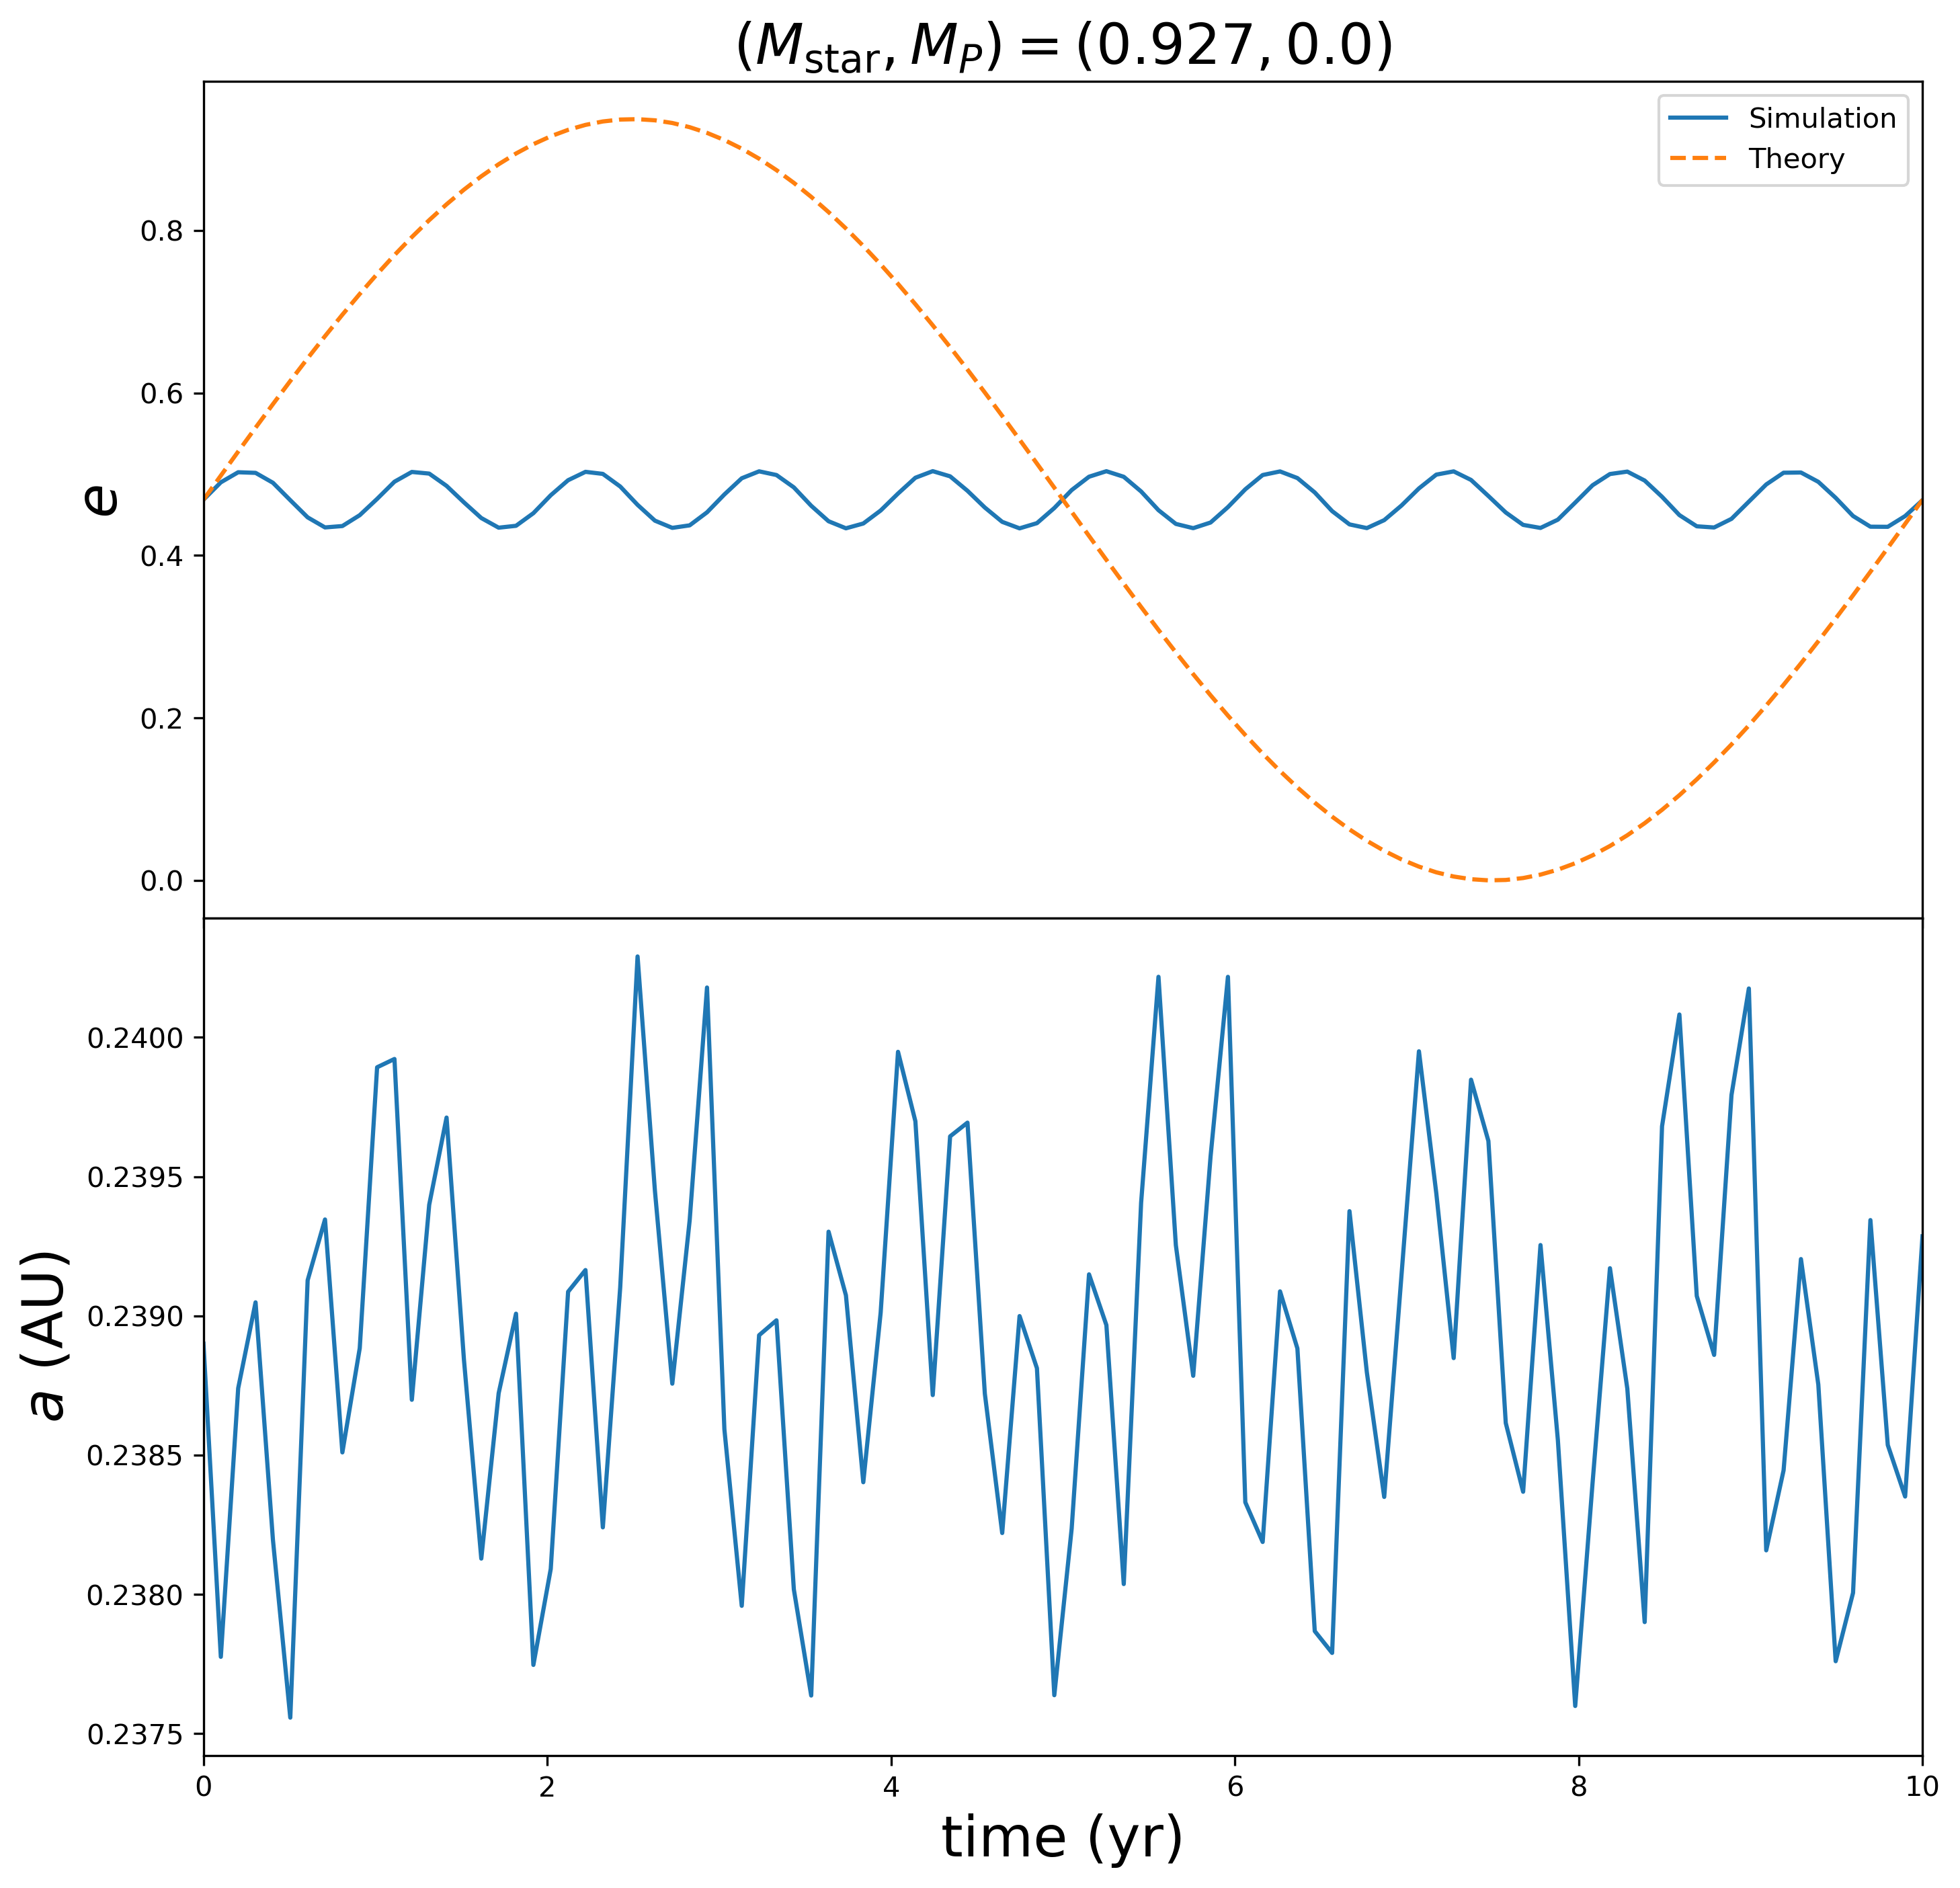 (M_star, M_P) = (0.927, 0.0)
Simulation
Theory
e
0.8
0.6
0.4
0.2
0.0
a (AU)
0.2400
0.2395
0.2390
0.2385
0.2380
0.2375
0 2 4 6 8 10
time (yr)